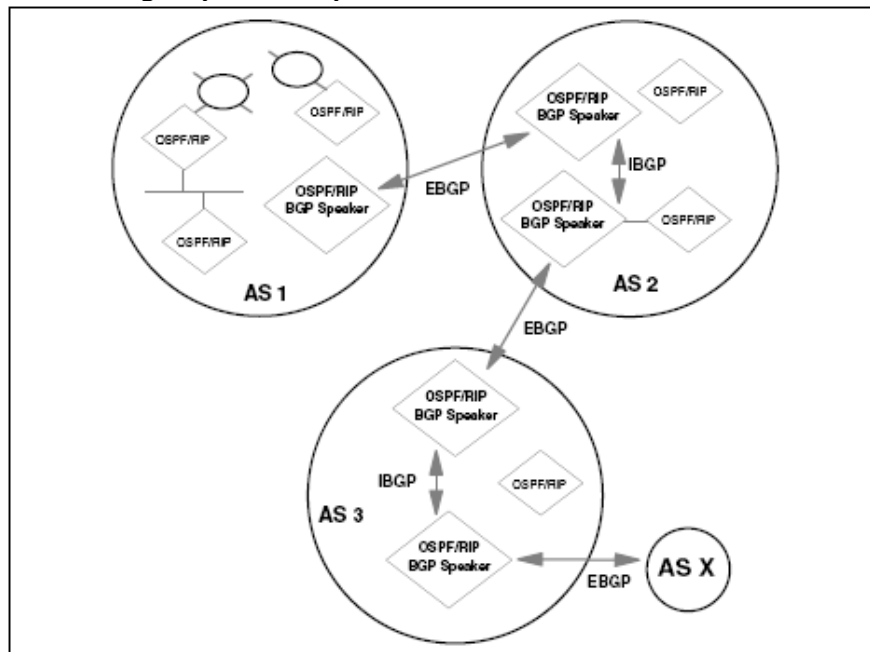 OSPF/RIP
OSPF/RIP
OSPF/RIP
BGP Speaker
OSPF/RIP
AS 1
EBGP
OSPF/RIP
BGP Speaker
OSPF/RIP
IBGP
OSPF/RIP
BGP Speaker
OSPF/RIP
AS 2
EBGP
OSPF/RIP
BGP Speaker
IBGP
OSPF/RIP
AS 3
OSPF/RIP
BGP Speaker
EBGP
AS X